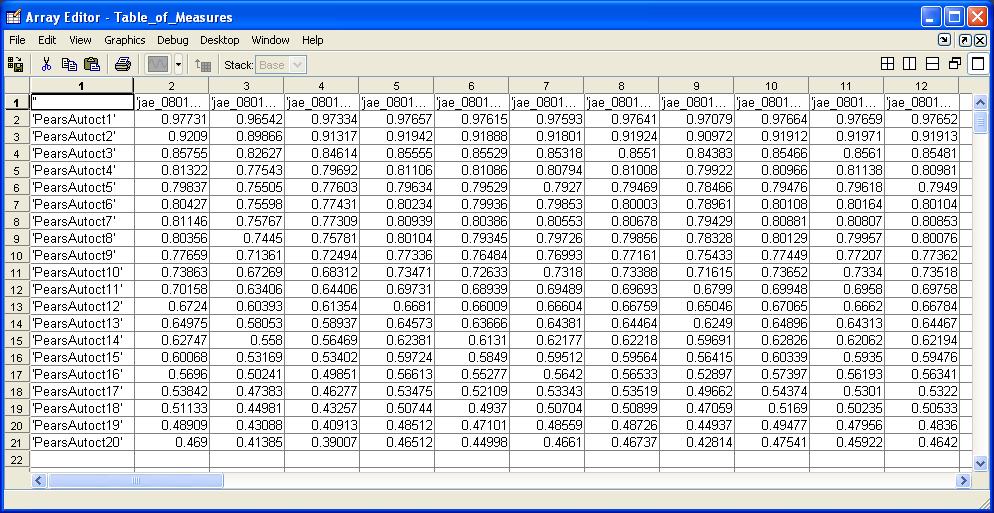 Array Editor - Table_of_Measures
File Edit View Graphics Debug Desktop Window Help
Stack: Base
1 2 3 4 5 6 7 8 9 10 11 12
1 '' 'jae_0801... 'jae_0801... 'jae_0801... 'jae_0801... 'jae_0801... 'jae_0801... 'jae_0801... 'jae_0801... 'jae_0801... 'jae_0801... 'jae_0801...
2 'PearsAutoct1' 0.97731 0.96542 0.97334 0.97657 0.97615 0.97593 0.97641 0.97079 0.97664 0.97659 0.97652
3 'PearsAutoct2' 0.9209 0.89866 0.91317 0.91942 0.91888 0.91801 0.91924 0.90972 0.91912 0.91971 0.91913
4 'PearsAutoct3' 0.85755 0.82627 0.84614 0.85555 0.85529 0.85318 0.8551 0.84383 0.85466 0.8561 0.85481
5 'PearsAutoct4' 0.81322 0.77543 0.79692 0.81106 0.81086 0.80794 0.81008 0.79922 0.80966 0.81138 0.80981
6 'PearsAutoct5' 0.79837 0.75505 0.77603 0.79634 0.79529 0.7927 0.79469 0.78466 0.79476 0.79618 0.7949
7 'PearsAutoct6' 0.80427 0.75598 0.77431 0.80234 0.79936 0.79853 0.80003 0.78961 0.80108 0.80164 0.80104
8 'PearsAutoct7' 0.81146 0.75767 0.77309 0.80939 0.80386 0.80553 0.80678 0.79429 0.80881 0.80807 0.80853
9 'PearsAutoct8' 0.80356 0.7445 0.75781 0.80104 0.79345 0.79726 0.79856 0.78328 0.80129 0.79957 0.80076
10 'PearsAutoct9' 0.77659 0.71361 0.72494 0.77336 0.76484 0.76993 0.77161 0.75433 0.77449 0.77207 0.77362
11 'PearsAutoct10' 0.73863 0.67269 0.68312 0.73471 0.72633 0.7318 0.73388 0.71615 0.73652 0.7334 0.73518
12 'PearsAutoct11' 0.70158 0.63406 0.64406 0.69731 0.68939 0.69489 0.69693 0.6799 0.69948 0.6958 0.69758
13 'PearsAutoct12' 0.6724 0.60393 0.61354 0.6681 0.66009 0.66604 0.66759 0.65046 0.67065 0.6662 0.66784
14 'PearsAutoct13' 0.64975 0.58053 0.58937 0.64573 0.63666 0.64381 0.64464 0.6249 0.64896 0.64313 0.64467
15 'PearsAutoct14' 0.62747 0.558 0.56469 0.62381 0.6131 0.62177 0.62218 0.59691 0.62826 0.62062 0.62194
16 'PearsAutoct15' 0.60068 0.53169 0.53402 0.59724 0.5849 0.59512 0.59564 0.56415 0.60339 0.5935 0.59476
17 'PearsAutoct16' 0.5696 0.50241 0.49851 0.56613 0.55277 0.5642 0.56533 0.52897 0.57397 0.56193 0.56341
18 'PearsAutoct17' 0.53842 0.47383 0.46277 0.53475 0.52109 0.53343 0.53519 0.49662 0.54374 0.5301 0.5322
19 'PearsAutoct18' 0.51133 0.44981 0.43257 0.50744 0.4937 0.50704 0.50899 0.47059 0.5169 0.50235 0.50533
20 'PearsAutoct19' 0.48909 0.43088 0.40913 0.48512 0.47101 0.48559 0.48726 0.44937 0.49477 0.47956 0.4836
21 'PearsAutoct20' 0.469 0.41385 0.39007 0.46512 0.44998 0.4661 0.46737 0.42814 0.47541 0.45922 0.4642
22